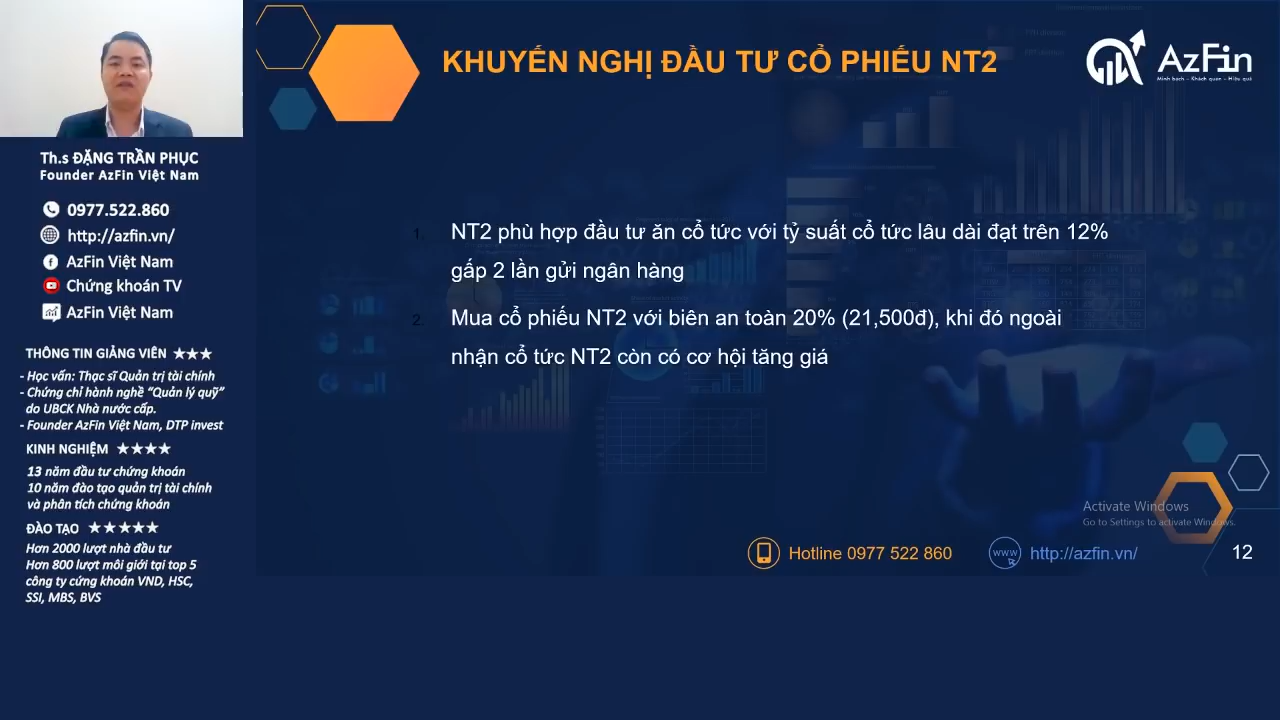 KHUYẾN NGHỊ ĐẦU TƯ CỔ PHIẾU NT2
AzFin
Minh bạch - Khách quan - Hiệu quả
Th.s ĐẶNG TRẦN PHỤC
Founder AzFin Việt Nam
0977.522.860
http://azfin.vn/
AzFin Việt Nam
Chứng khoán TV
AzFin Việt Nam
THÔNG TIN GIẢNG VIÊN ★★★
- Học vấn: Thạc sĩ Quản trị tài chính
- Chứng chỉ hành nghề “Quản lý quỹ”
do UBCK Nhà nước cấp.
- Founder AzFin Việt Nam, DTP invest
KINH NGHIỆM ★★★★
13 năm đầu tư chứng khoán
10 năm đào tạo quản trị tài chính
và phân tích chứng khoán
ĐÀO TẠO ★★★★★
Hơn 2000 lượt nhà đầu tư
Hơn 800 lượt môi giới tại top 5
công ty cứng khoán VND, HSC,
SSI, MBS, BVS
1. NT2 phù hợp đầu tư ăn cổ tức với tỷ suất cổ tức lâu dài đạt trên 12%
gấp 2 lần gửi ngân hàng
2. Mua cổ phiếu NT2 với biên an toàn 20% (21,500đ), khi đó ngoài
nhận cổ tức NT2 còn có cơ hội tăng giá
Activate Windows
Go to Settings to activate Windows.
Hotline 0977 522 860
www
http://azfin.vn/
12